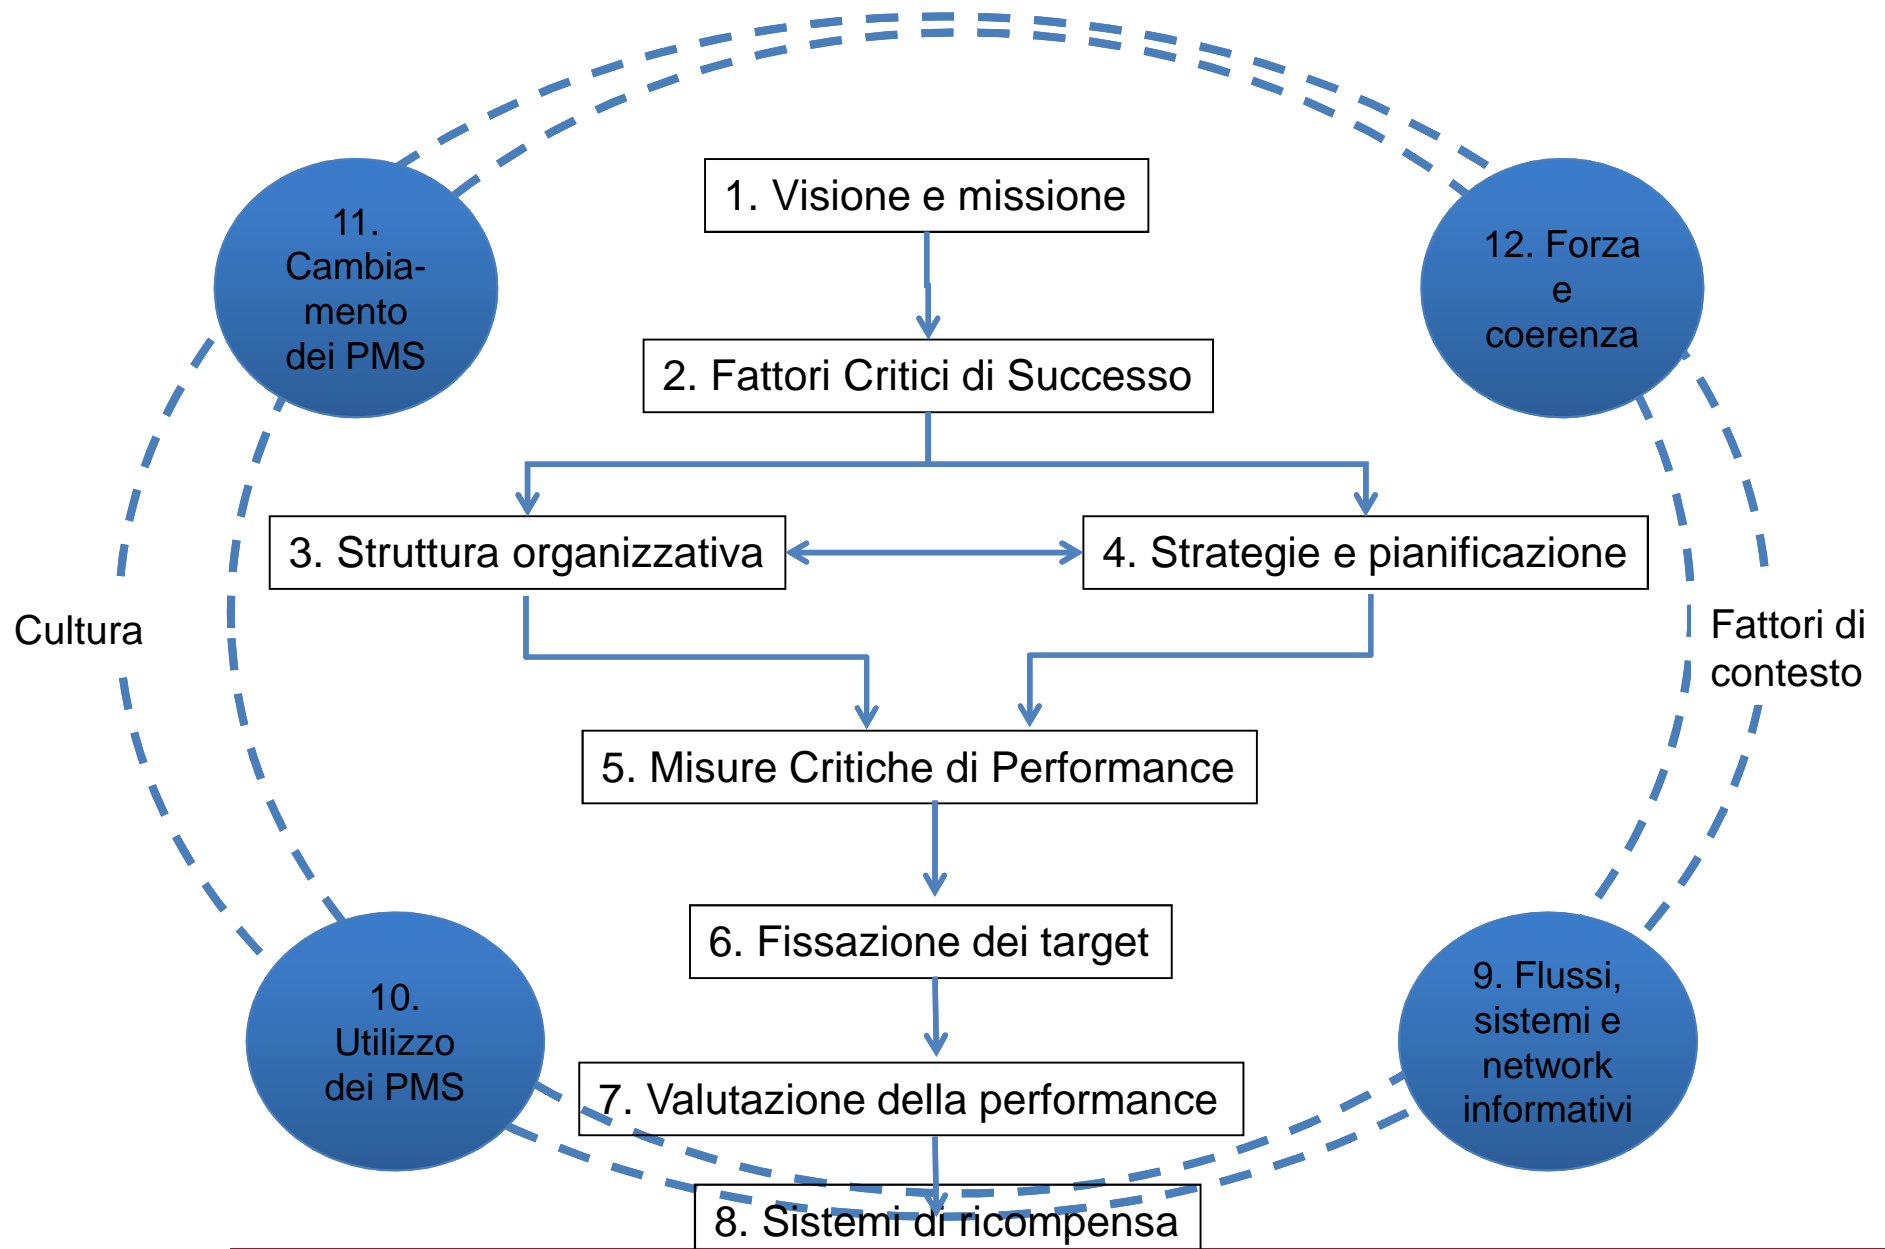 1. Visione e missione
11.
Cambia-
mento
dei PMS
12. Forza
e
coerenza
2. Fattori Critici di Successo
3. Struttura organizzativa
4. Strategie e pianificazione
Cultura
Fattori di
contesto
5. Misure Critiche di Performance
6. Fissazione dei target
10.
Utilizzo
dei PMS
9. Flussi,
sistemi e
network
informativi
7. Valutazione della performance
8. Sistemi di ricompensa